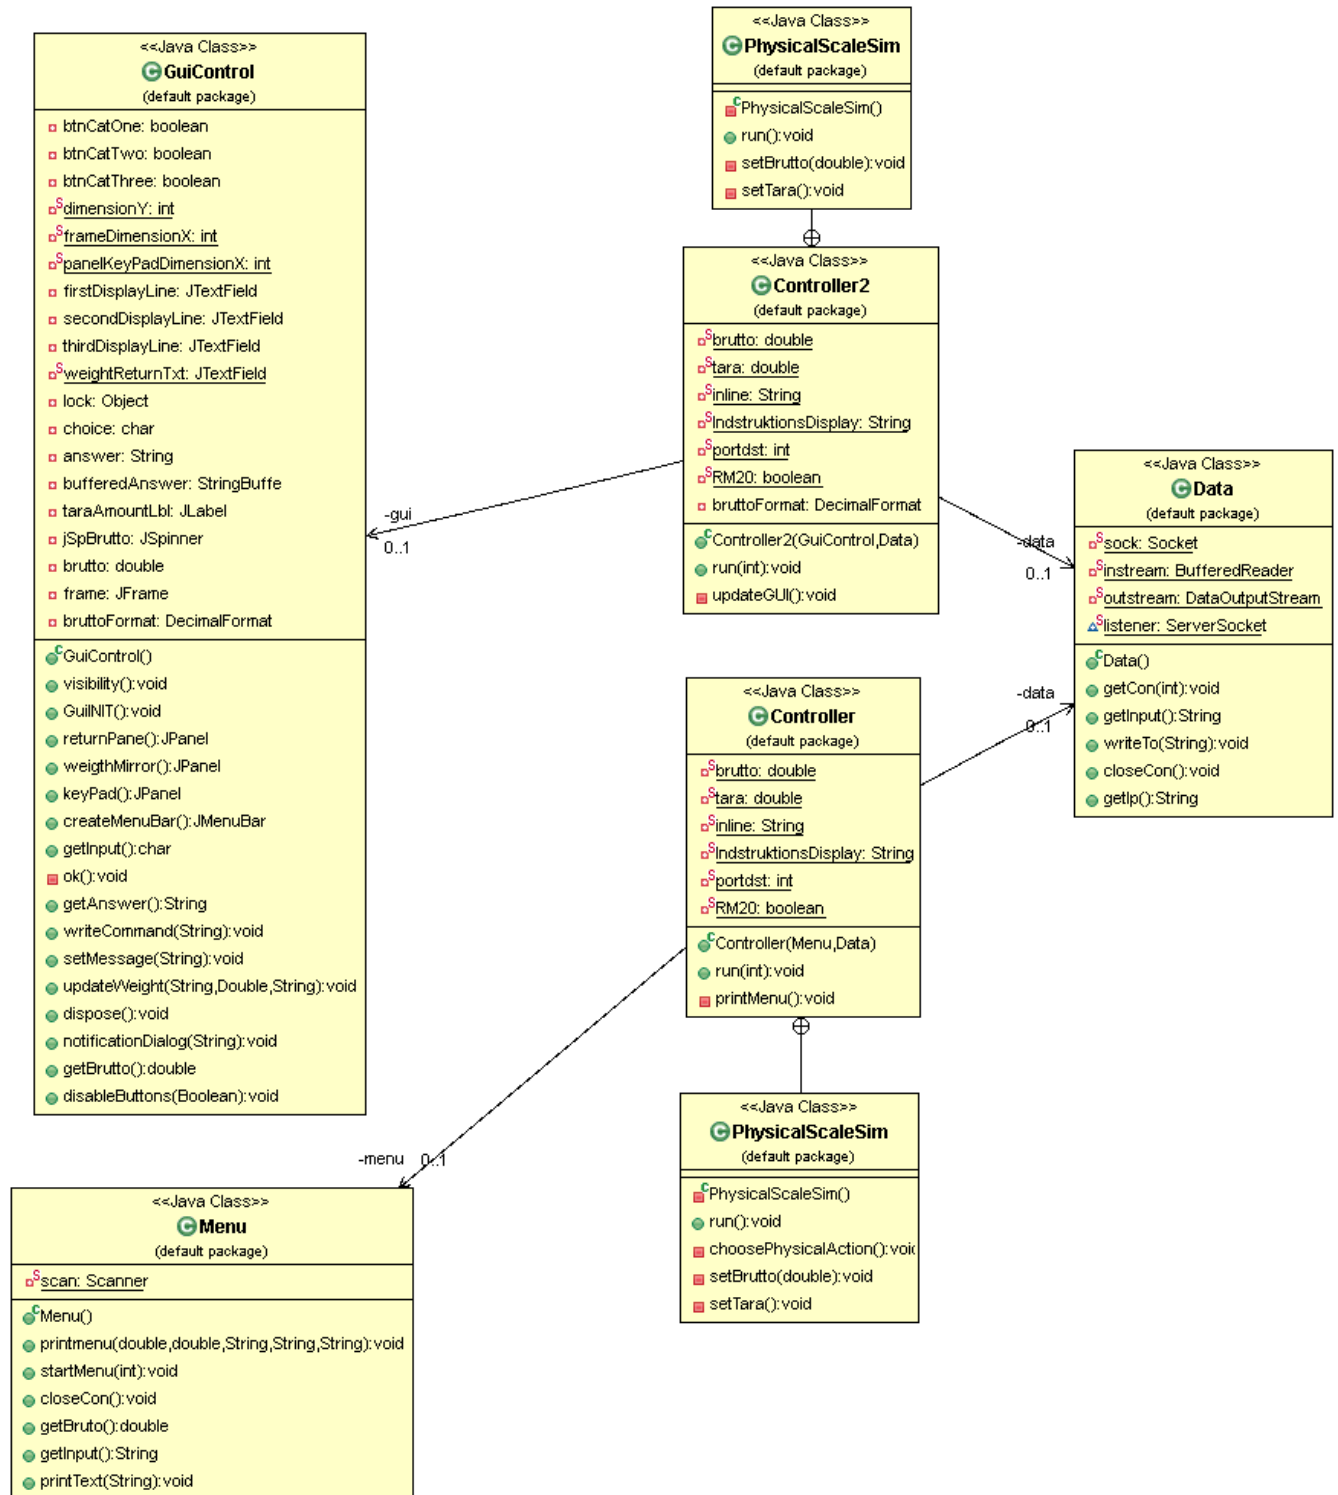 <<Java Class>>
GuiControl
(default package)
btnCatOne: boolean
btnCatTwo: boolean
btnCatThree: boolean
dimensionY: int
frameDimensionX: int
panelKeyPadDimensionX: int
firstDisplayLine: JTextField
secondDisplayLine: JTextField
thirdDisplayLine: JTextField
weightReturnTxt: JTextField
lock: Object
choice: char
answer: String
bufferedAnswer: StringBuffe
taraAmountLbl: JLabel
jSpBrutto: JSpinner
brutto: double
frame: JFrame
bruttoFormat: DecimalFormat
GuiControl()
visibility():void
GuiINIT():void
returnPane():JPanel
weigthMirror():JPanel
keyPad():JPanel
createMenuBar():JMenuBar
getInput():char
ok():void
getAnswer():String
writeCommand(String):void
setMessage(String):void
updateWeight(String,Double,String):void
dispose():void
notificationDialog(String):void
getBrutto():double
disableButtons(Boolean):void
<<Java Class>>
PhysicalScaleSim
(default package)
PhysicalScaleSim()
run():void
setBrutto(double):void
setTara():void
<<Java Class>>
Controller2
(default package)
brutto: double
tara: double
inline: String
IndstruktionsDisplay: String
portdst: int
RM20: boolean
bruttoFormat: DecimalFormat
Controller2(GuiControl,Data)
run(int):void
updateGUI():void
-gui
0..1
-data
0..1
<<Java Class>>
Data
(default package)
sock: Socket
instream: BufferedReader
outstream: DataOutputStream
listener: ServerSocket
Data()
getCon(int):void
getInput():String
writeTo(String):void
closeCon():void
getIp():String
-data
0..1
<<Java Class>>
Controller
(default package)
brutto: double
tara: double
inline: String
IndstruktionsDisplay: String
portdst: int
RM20: boolean
Controller(Menu,Data)
run(int):void
printMenu():void
-menu 0..1
<<Java Class>>
PhysicalScaleSim
(default package)
PhysicalScaleSim()
run():void
choosePhysicalAction():void
setBrutto(double):void
setTara():void
<<Java Class>>
Menu
(default package)
scan: Scanner
Menu()
printmenu(double,double,String,String,String):void
startMenu(int):void
closeCon():void
getBruto():double
getInput():String
printText(String):void